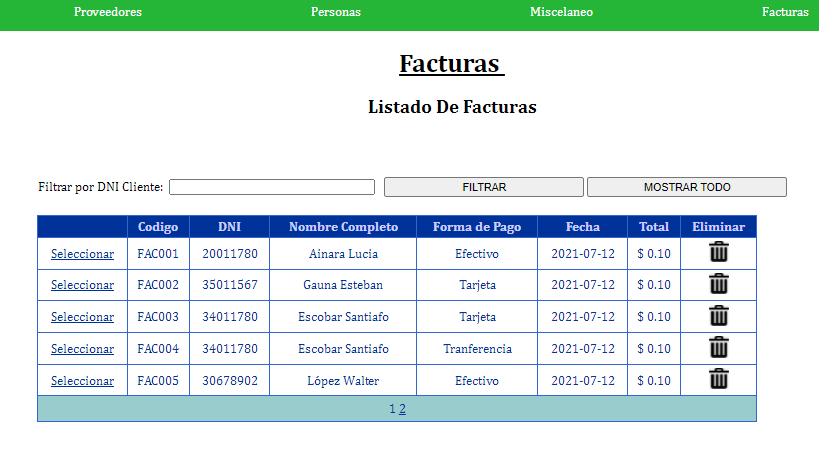 Proveedores Personas Miscelaneo Facturas
Facturas
Listado De Facturas
Filtrar por DNI Cliente: FILTRAR MOSTRAR TODO
Codigo DNI Nombre Completo Forma de Pago Fecha Total Eliminar
Seleccionar FAC001 20011780 Ainara Lucia Efectivo 2021-07-12 $ 0.10
Seleccionar FAC002 35011567 Gauna Esteban Tarjeta 2021-07-12 $ 0.10
Seleccionar FAC003 34011780 Escobar Santiafo Tarjeta 2021-07-12 $ 0.10
Seleccionar FAC004 34011780 Escobar Santiafo Tranferencia 2021-07-12 $ 0.10
Seleccionar FAC005 30678902 López Walter Efectivo 2021-07-12 $ 0.10
1 2